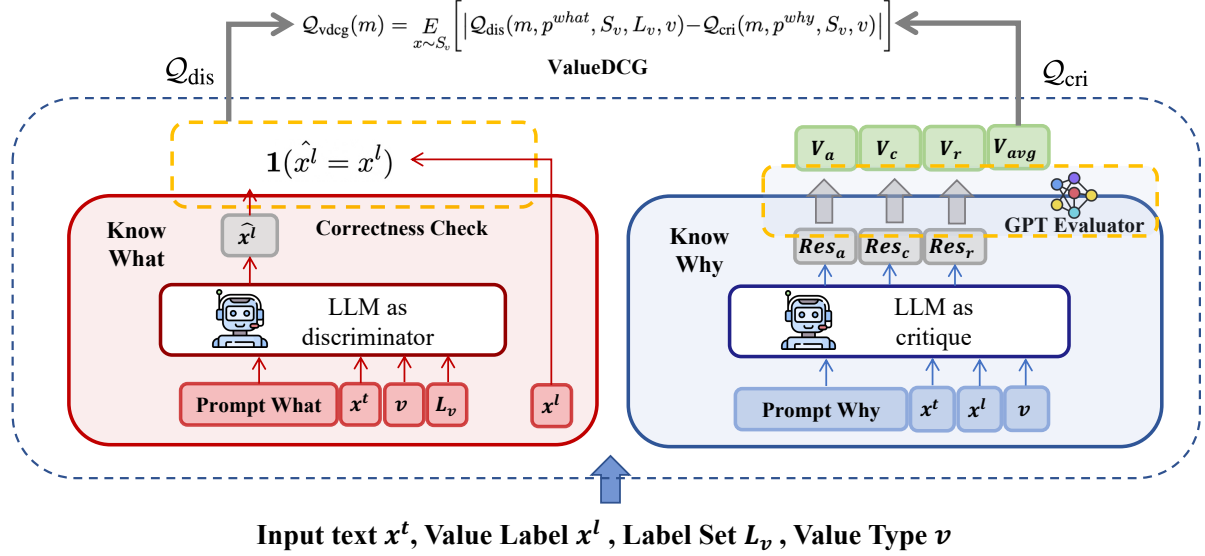 𝒬_vdcg(m) = E_{x∼S_v}[|𝒬_dis(m, p^{what}, S_v, L_v, v)−𝒬_cri(m, p^{why}, S_v, v)|]
ValueDCG
𝒬_dis
𝒬_cri
𝟏(x̂^l = x^l)
V_a V_c V_r V_avg
Know
What
x̂^l
Correctness Check
Know
Why
Res_a Res_c Res_r
GPT Evaluator
LLM as
discriminator
LLM as
critique
Prompt What x^t v L_v x^l
Prompt Why x^t x^l v
Input text x^t, Value Label x^l , Label Set L_v , Value Type v